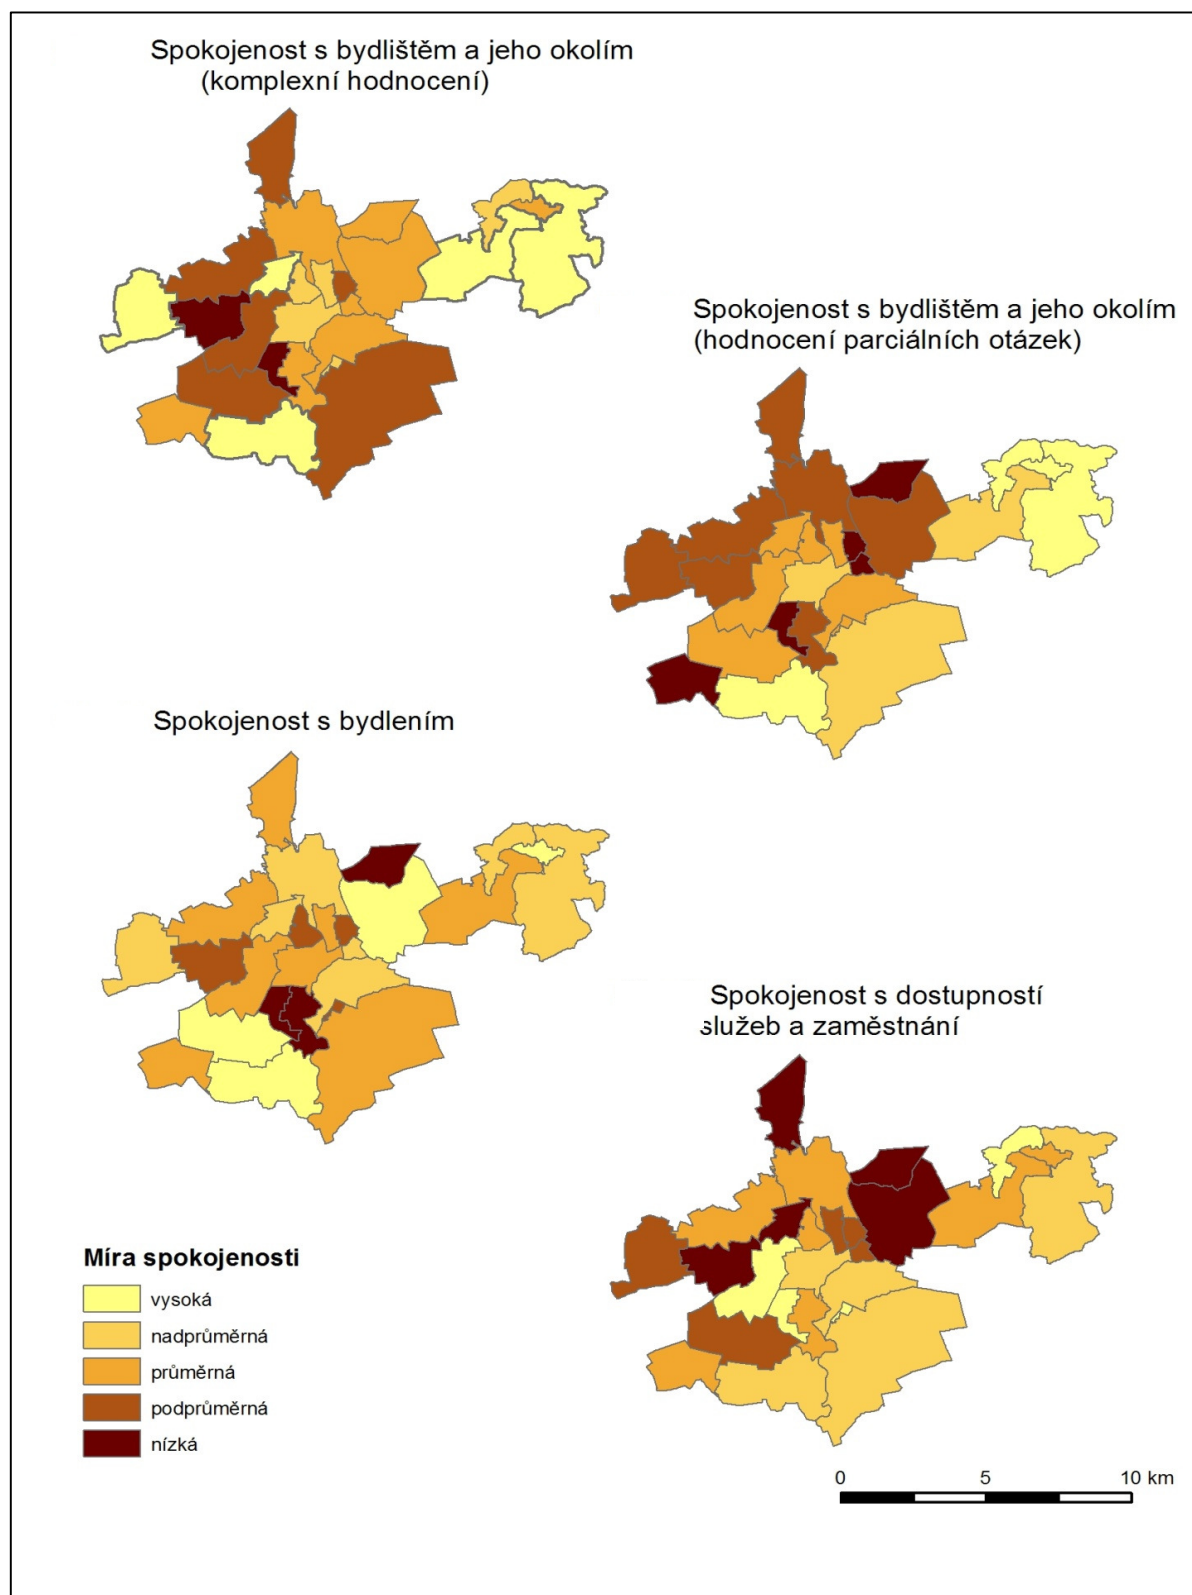 Spokojenost s bydlištěm a jeho okolím
(komplexní hodnocení)
Spokojenost s bydlištěm a jeho okolím
(hodnocení parciálních otázek)
Spokojenost s bydlením
Spokojenost s dostupností
služeb a zaměstnání
Míra spokojenosti
vysoká
nadprůměrná
průměrná
podprůměrná
nízká
0 5 10 km